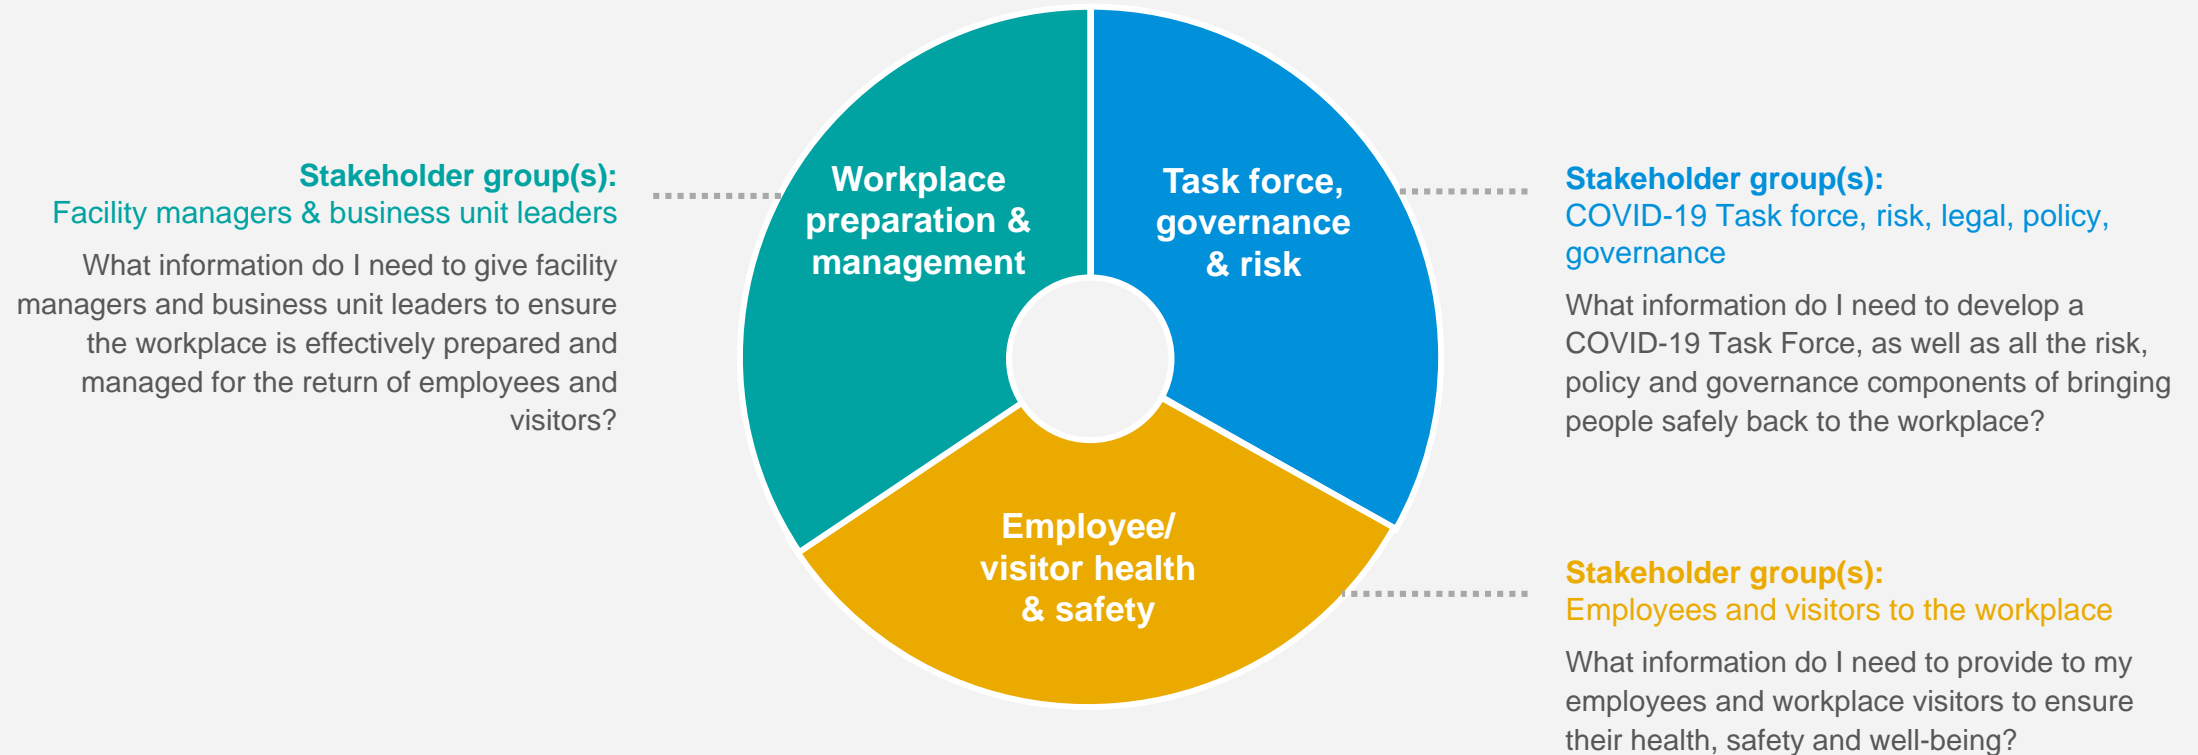 Stakeholder group(s):
Facility managers & business unit leaders
What information do I need to give facility
managers and business unit leaders to ensure
the workplace is effectively prepared and
managed for the return of employees and
visitors?
Workplace
preparation &
management
Task force,
governance
& risk
Employee/
visitor health
& safety
Stakeholder group(s):
COVID-19 Task force, risk, legal, policy,
governance
What information do I need to develop a
COVID-19 Task Force, as well as all the risk,
policy and governance components of bringing
people safely back to the workplace?
Stakeholder group(s):
Employees and visitors to the workplace
What information do I need to provide to my
employees and workplace visitors to ensure
their health, safety and well-being?